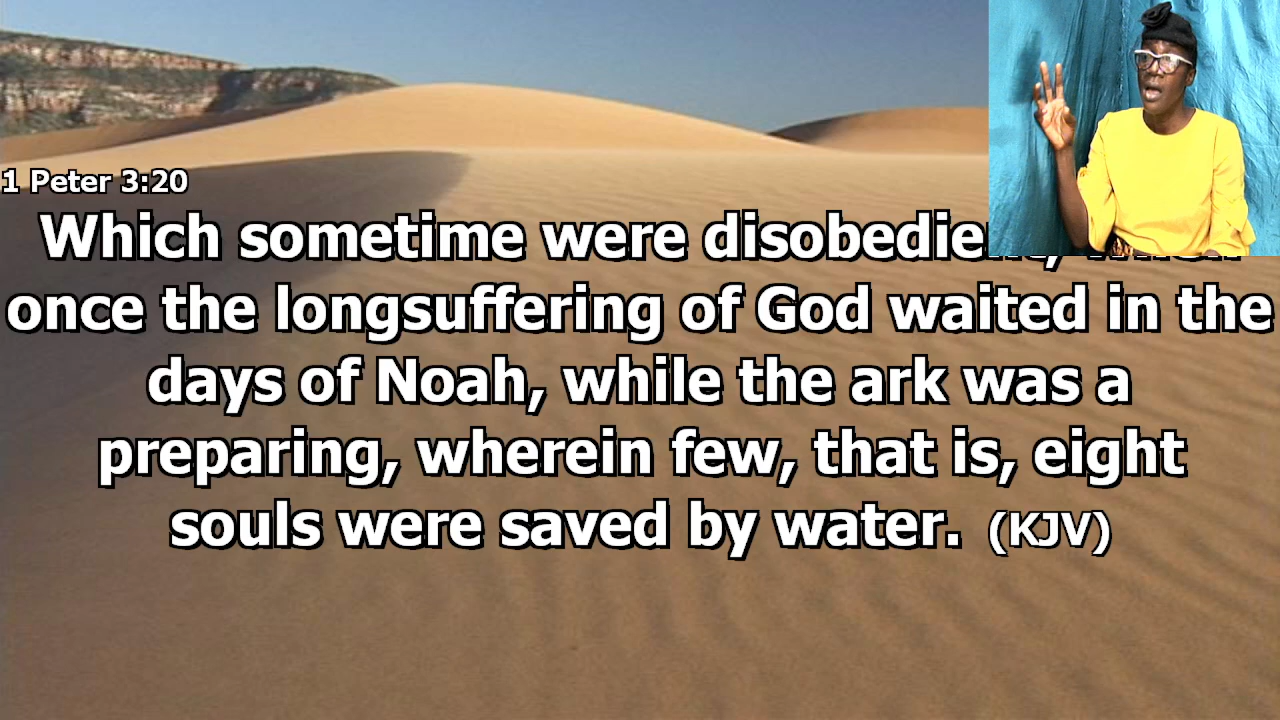 1 Peter 3:20
Which sometime were disobedient, when
once the longsuffering of God waited in the
days of Noah, while the ark was a
preparing, wherein few, that is, eight
souls were saved by water. (KJV)